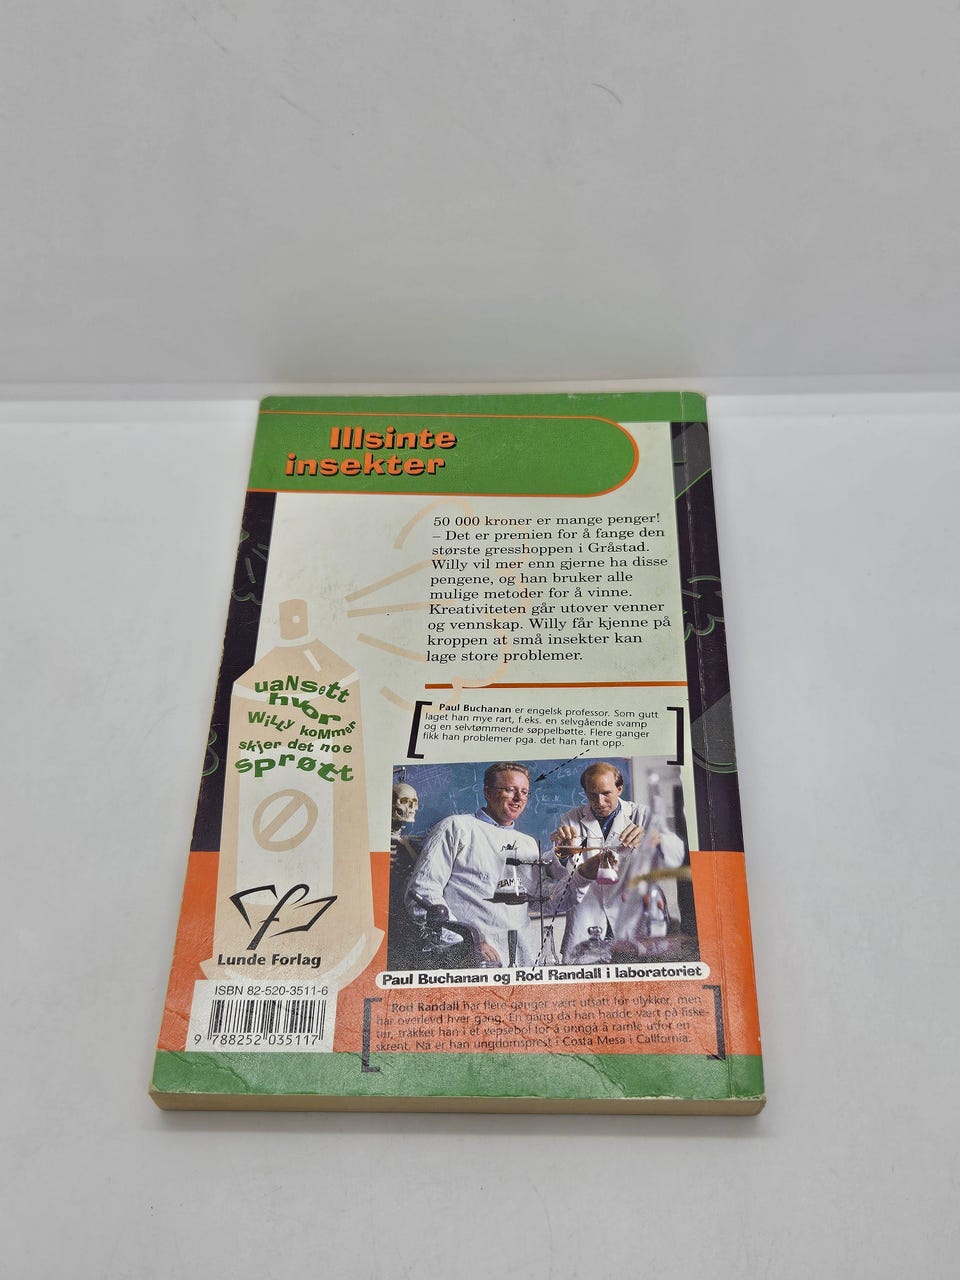 Illsinte
insekter
50 000 kroner er mange penger!
– Det er premien for å fange den
største gresshoppen i Gråstad.
Willy vil mer enn gjerne ha disse
pengene, og han bruker alle
mulige metoder for å vinne.
Kreativiteten går utover venner
og vennskap. Willy får kjenne på
kroppen at små insekter kan
lage store problemer.
uaNsett
hvor
WiLLy koMmer
skjer det noe
sprøtt
Paul Buchanan er engelsk professor. Som gutt
laget han mye rart, f.eks. en selvgående svamp
og en selvtømmende søppelbøtte. Flere ganger
fikk han problemer pga. det han fant opp.
Paul Buchanan og Rod Randall i laboratoriet
Rod Randall har flere ganger vært utsatt for ulykker, men
har overlevd hver gang. En gang da han hadde vært på fiske-
tur, tråkket han i et vepsebol for å unngå å ramle utfor en
skrent. Nå er han ungdomsprest i Costa Mesa i California.
Lunde Forlag
ISBN 82-520-3511-6
9 788252 035117